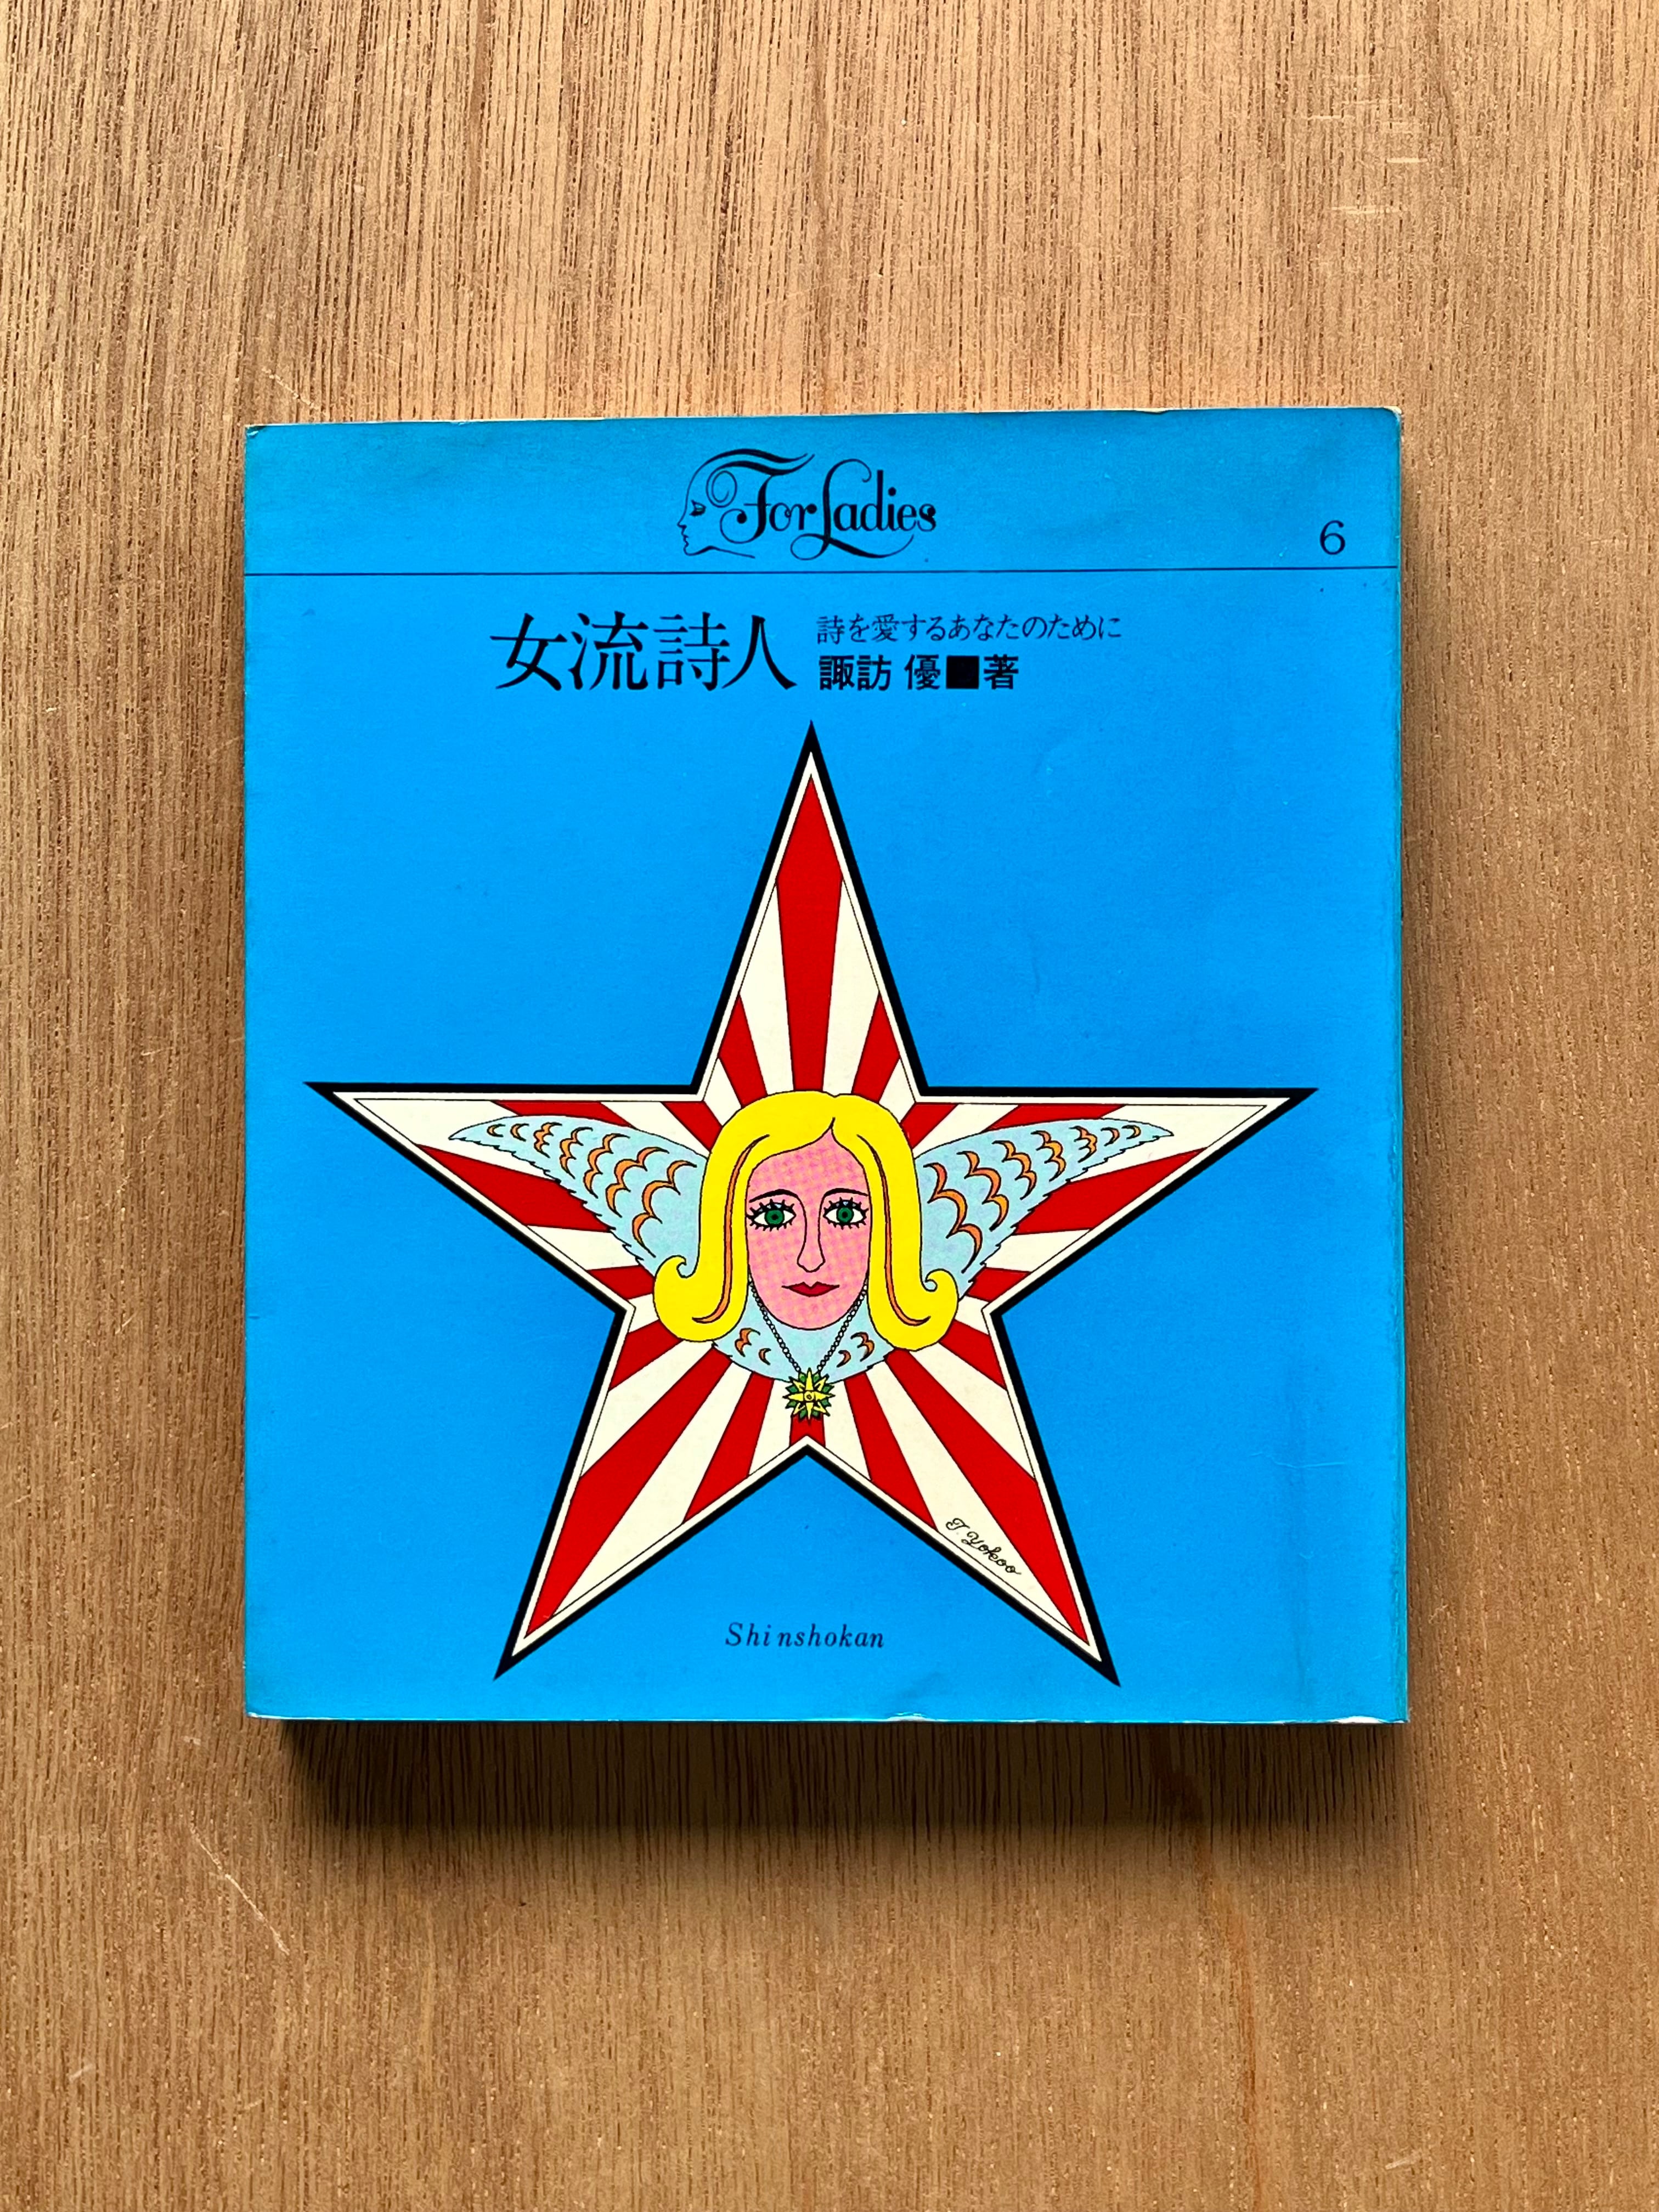 For Ladies
6
女流詩人
詩を愛するあなたのために
諏訪 優■著
T. Yokoo
Shinshokan